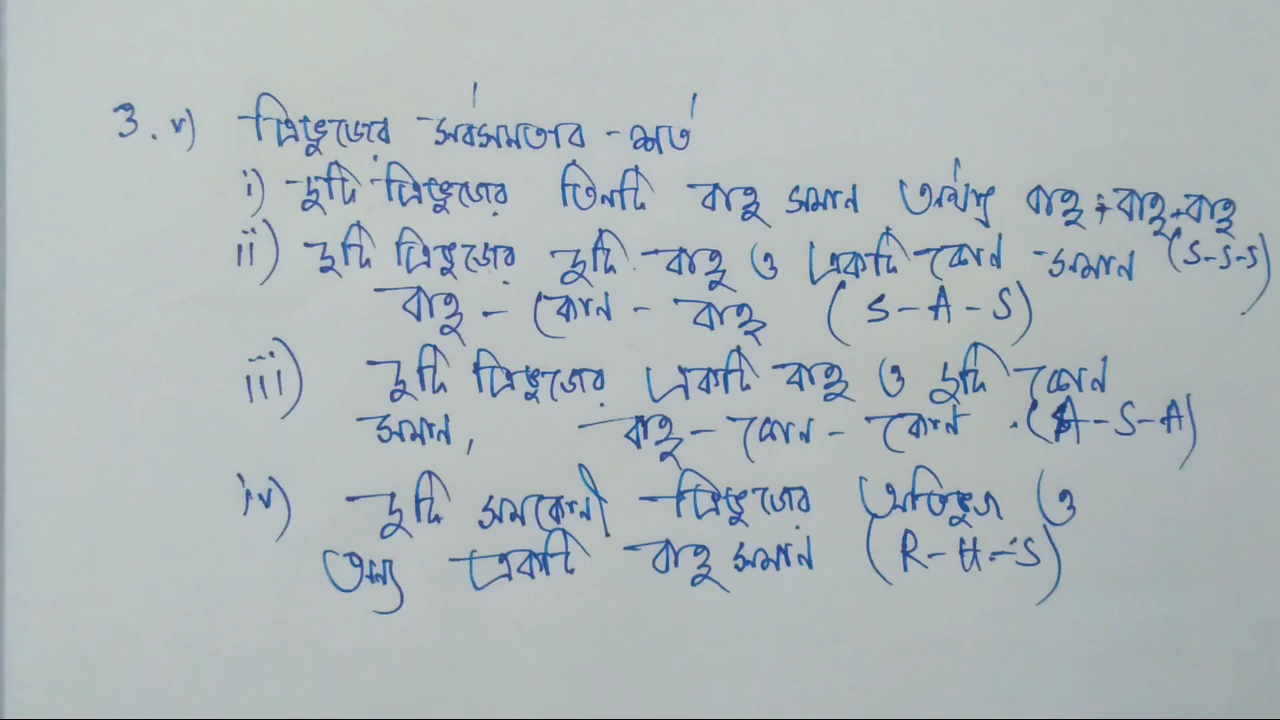 3. v) ত্রিভুজের সর্বসমতার শর্ত
i) দুটি ত্রিভুজের তিনটি বাহু সমান অর্থাৎ বাহু-বাহু-বাহু
(S-S-S)
ii) দুটি ত্রিভুজের দুটি বাহু ও একটি কোন সমান
বাহু - কোন - বাহু (S-A-S)
iii) দুটি ত্রিভুজের একটি বাহু ও দুটি কোন
সমান, বাহু - কোন - কোন . (A-S-A)
iv) দুটি সমকোনী ত্রিভুজের অতিভুজ ও
অন্য একটি বাহু সমান (R-H-S)